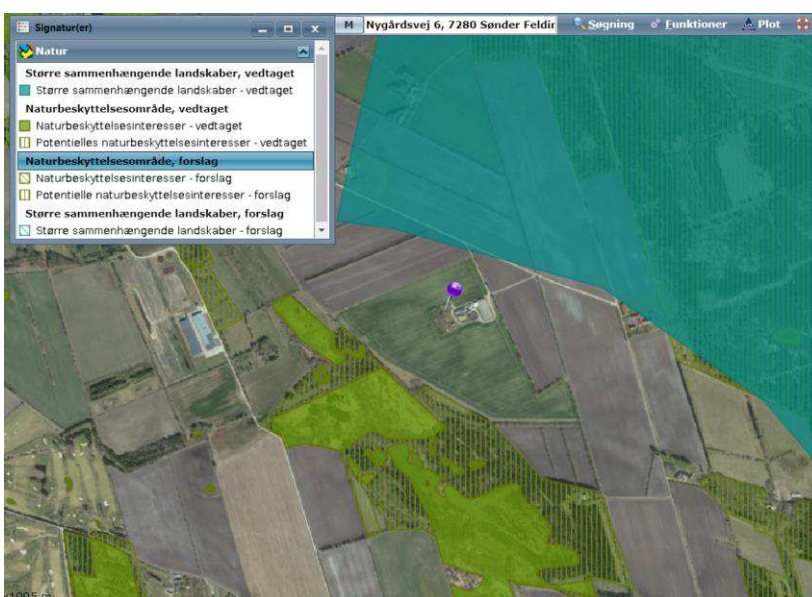 Signatur(er)
M Nygårdsvej 6, 7280 Sønder Feldir Søgning Funktioner Plot
Natur
Større sammenhængende landskaber, vedtaget
Større sammenhængende landskaber - vedtaget
Naturbeskyttelsesområde, vedtaget
Naturbeskyttelsesinteresser - vedtaget
Potentielles naturbeskyttelsesinteresser - vedtaget
Naturbeskyttelsesområde, forslag
Naturbeskyttelsesinteresser - forslag
Potentielle naturbeskyttelsesinteresser - forslag
Større sammenhængende landskaber, forslag
Større sammenhængende landskaber - forslag